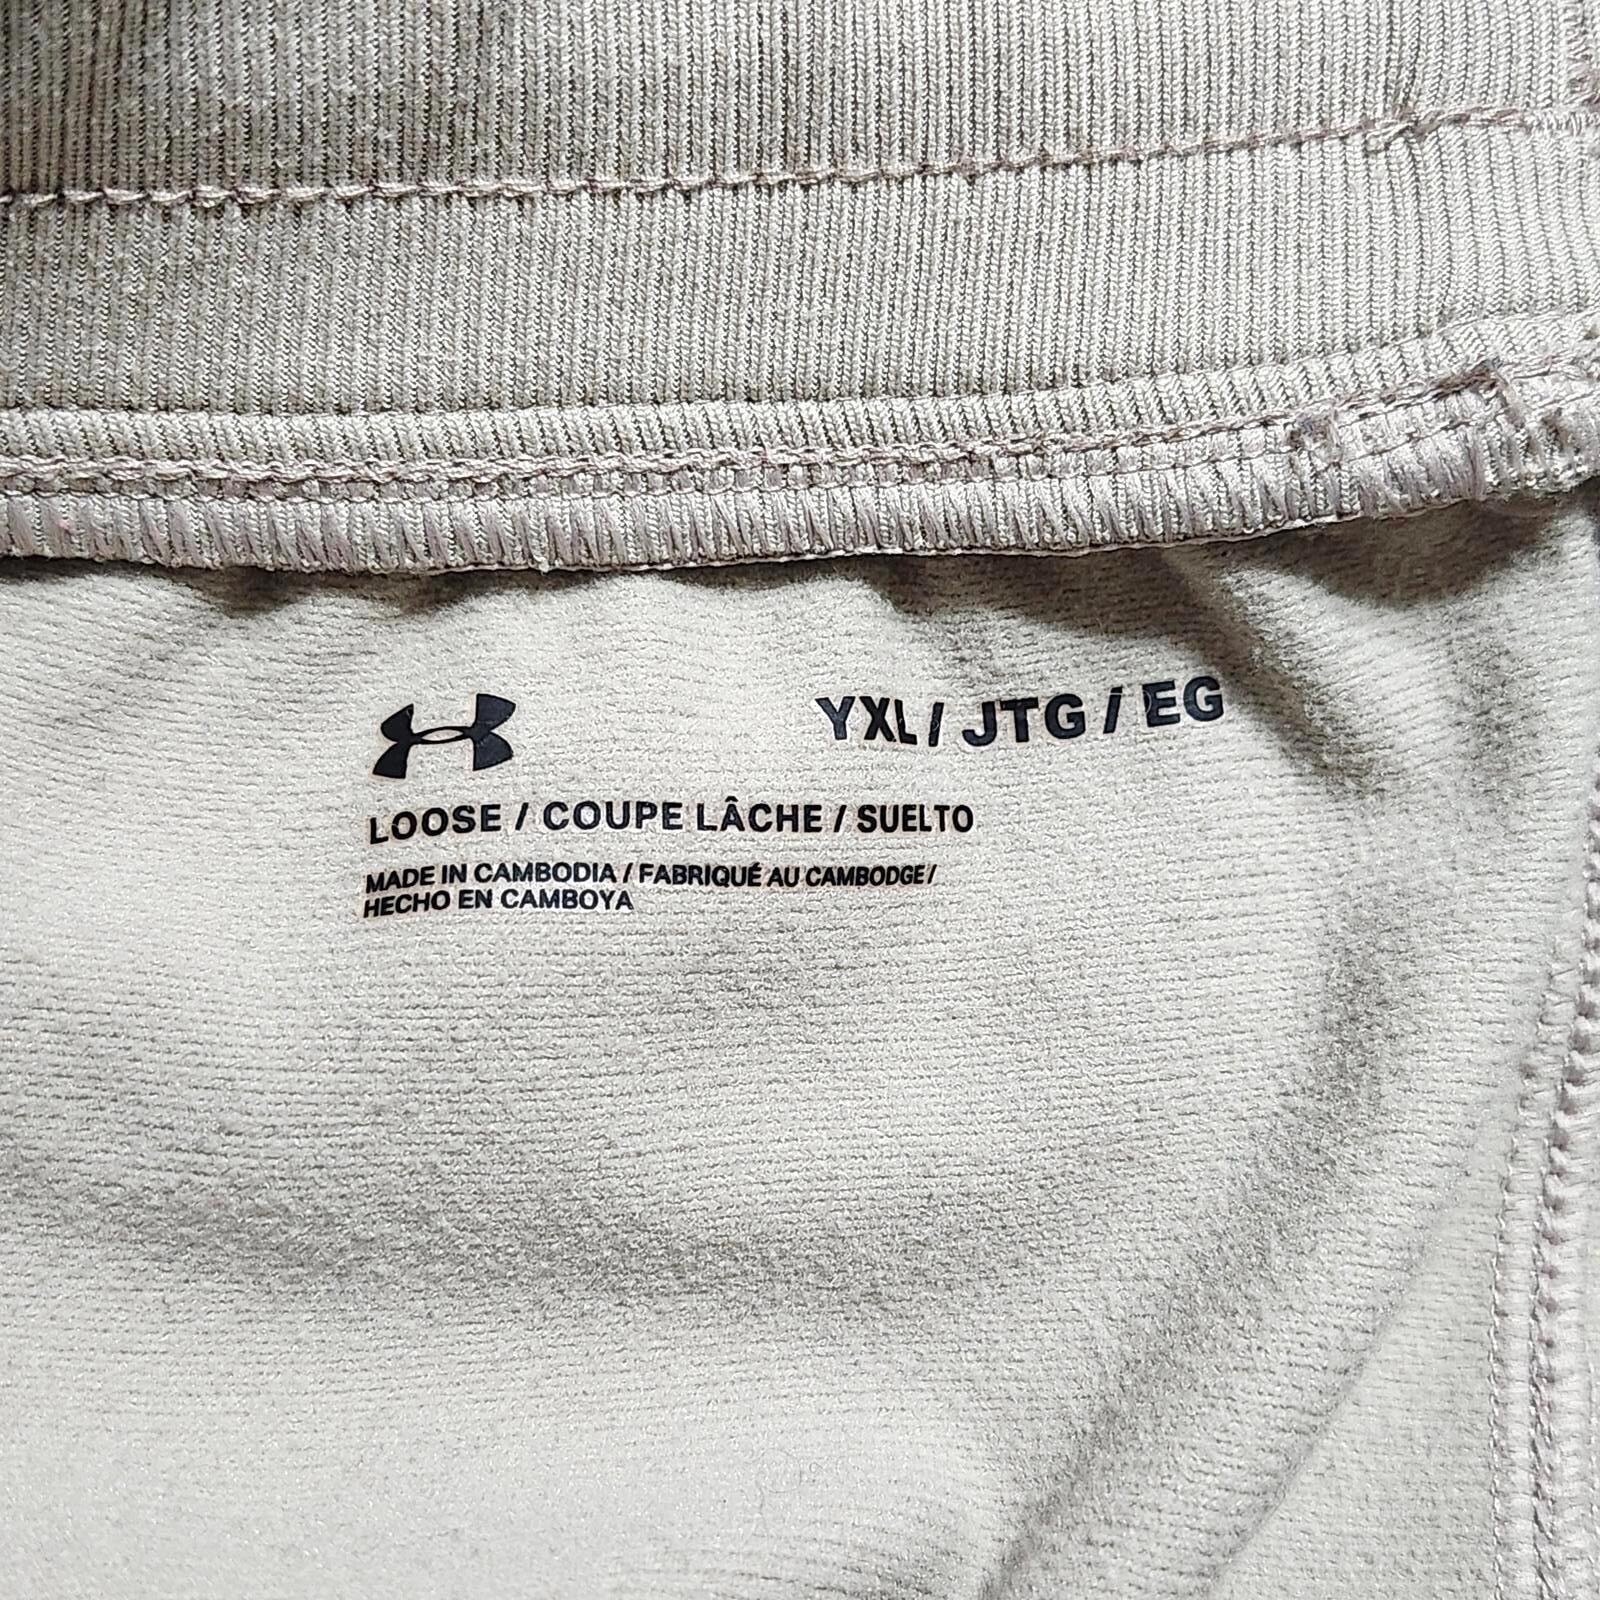 YXL / JTG / EG
LOOSE / COUPE LÂCHE / SUELTO
MADE IN CAMBODIA / FABRIQUÉ AU CAMBODGE /
HECHO EN CAMBOYA